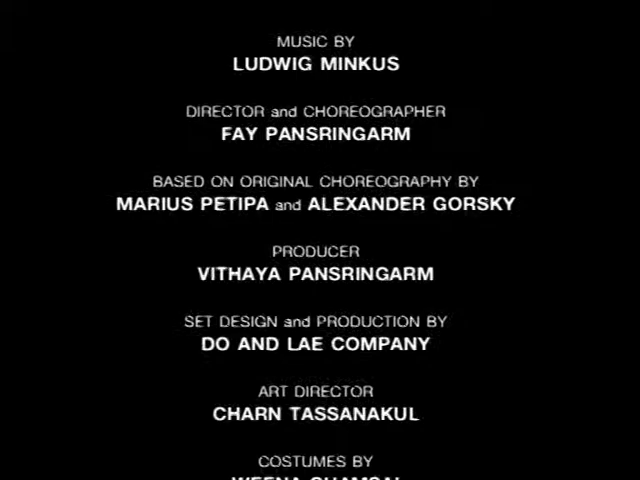 MUSIC BY
LUDWIG MINKUS
DIRECTOR and CHOREOGRAPHER
FAY PANSRINGARM
BASED ON ORIGINAL CHOREOGRAPHY BY
MARIUS PETIPA and ALEXANDER GORSKY
PRODUCER
VITHAYA PANSRINGARM
SET DESIGN and PRODUCTION BY
DO AND LAE COMPANY
ART DIRECTOR
CHARN TASSANAKUL
COSTUMES BY